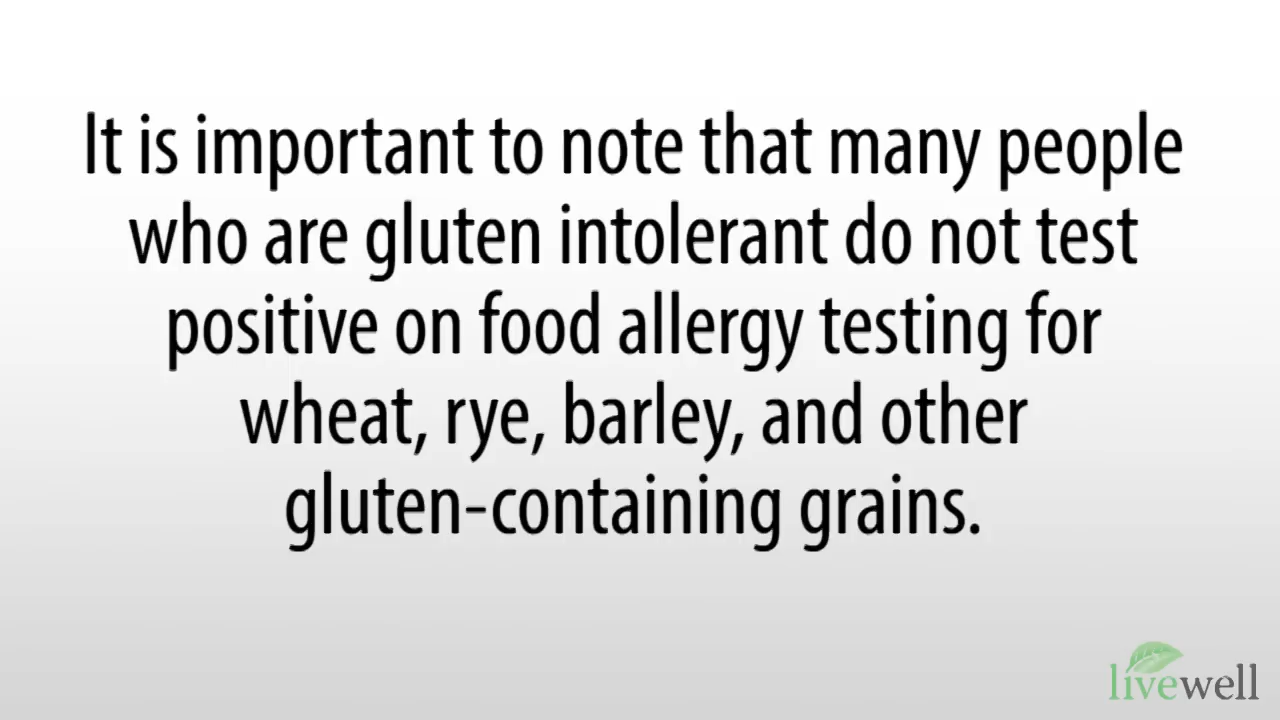 It is important to note that many people
who are gluten intolerant do not test
positive on food allergy testing for
wheat, rye, barley, and other
gluten-containing grains.
livewell